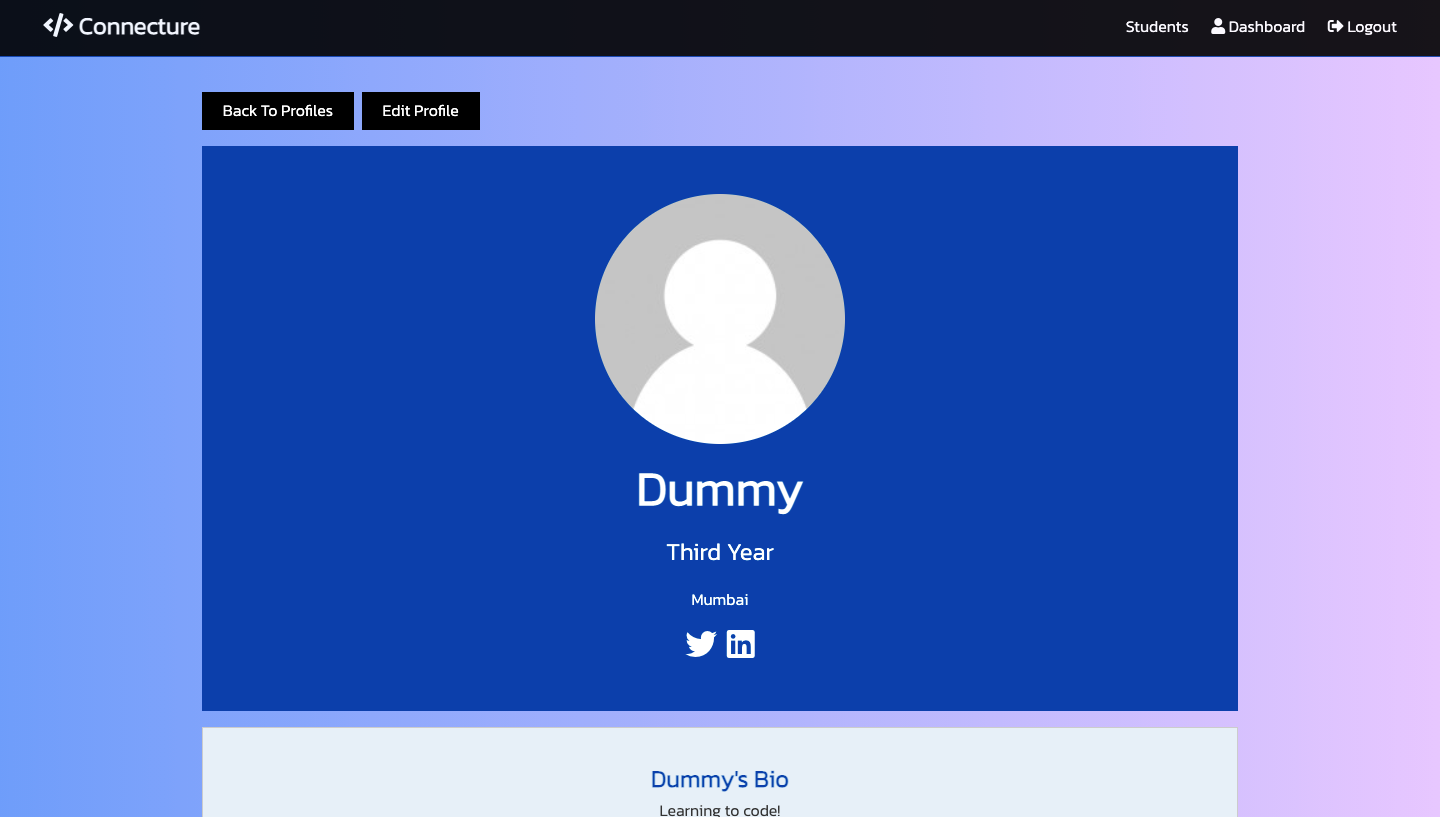 Connecture
Students Dashboard Logout
Back To Profiles Edit Profile
Dummy
Third Year
Mumbai
Dummy's Bio
Learning to code!